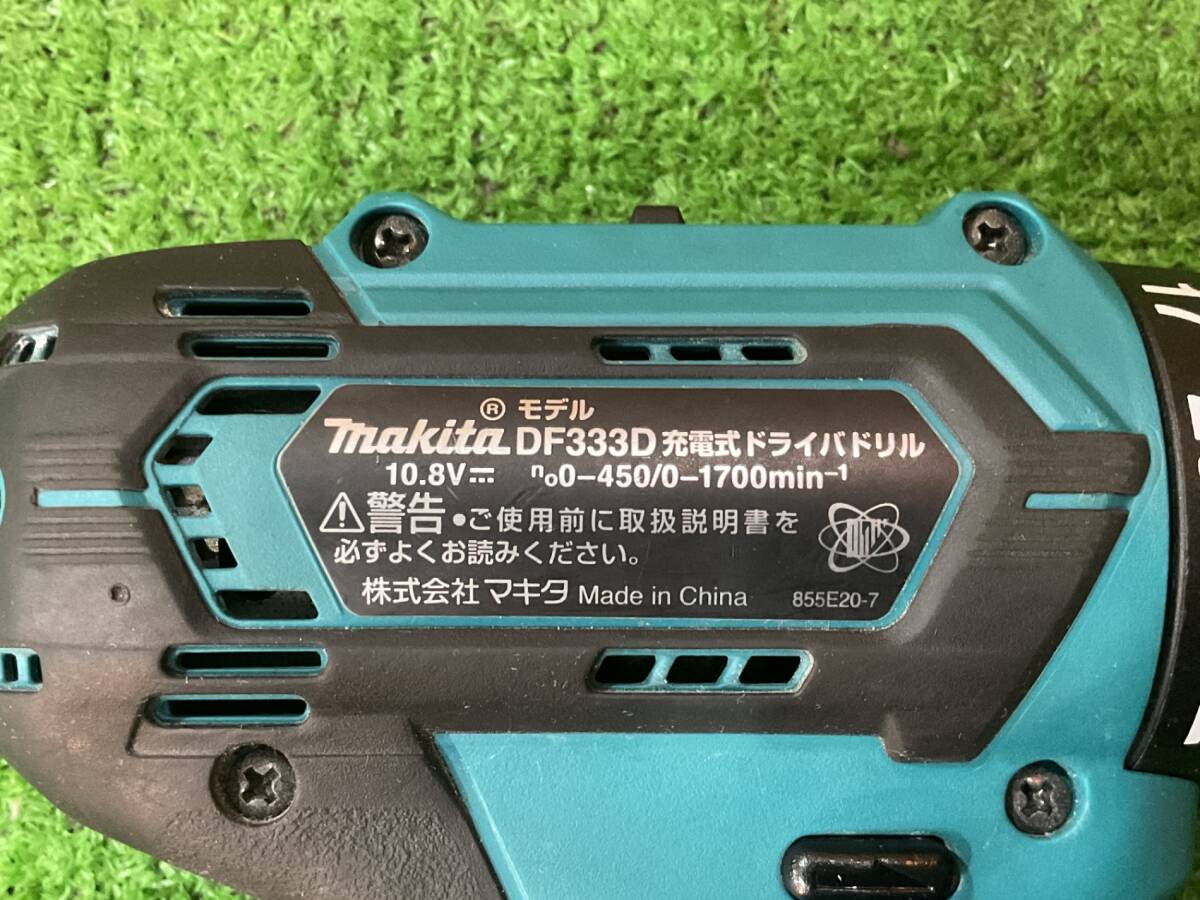 ® モデル
makita DF333D 充電式ドライバドリル
10.8V⎓ n₀0-450/0-1700min⁻¹
⚠警告 ●ご使用前に取扱説明書を
必ずよくお読みください。
株式会社 マキタ Made in China 855E20-7
17